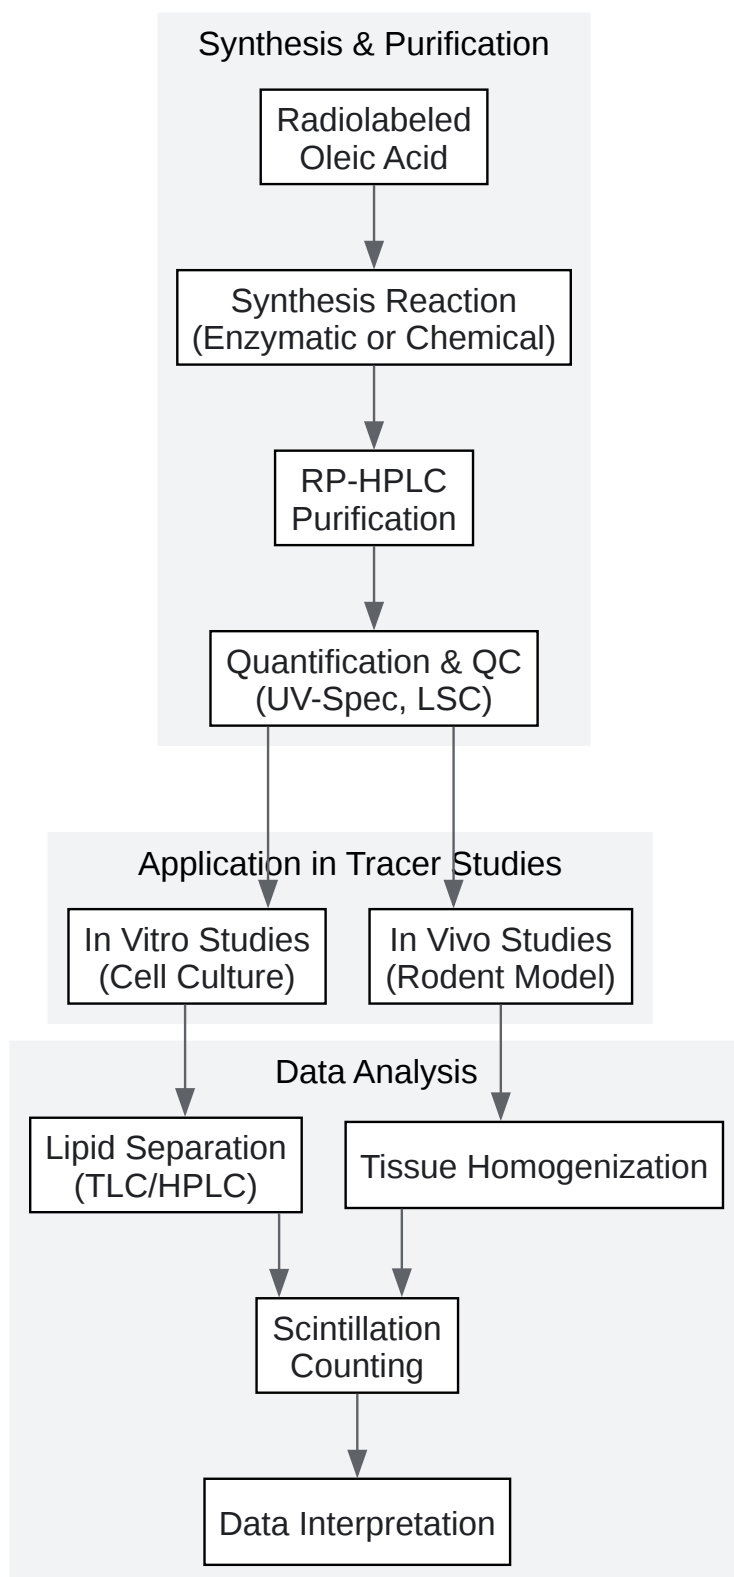 Synthesis & Purification
Radiolabeled
Oleic Acid
Synthesis Reaction
(Enzymatic or Chemical)
RP-HPLC
Purification
Quantification & QC
(UV-Spec, LSC)
Application in Tracer Studies
In Vitro Studies
(Cell Culture)
In Vivo Studies
(Rodent Model)
Data Analysis
Lipid Separation
(TLC/HPLC)
Tissue Homogenization
Scintillation
Counting
Data Interpretation